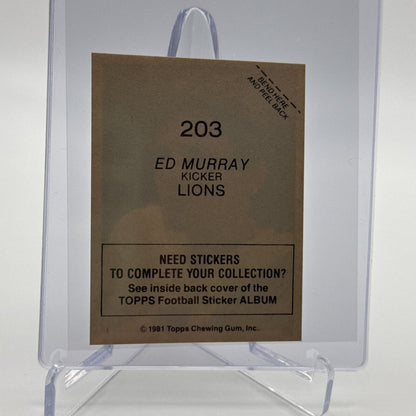 BEND HERE
AND PEEL BACK
203
ED MURRAY
KICKER
LIONS
NEED STICKERS
TO COMPLETE YOUR COLLECTION?
See inside back cover of the
TOPPS Football Sticker ALBUM
© 1981 Topps Chewing Gum, Inc.